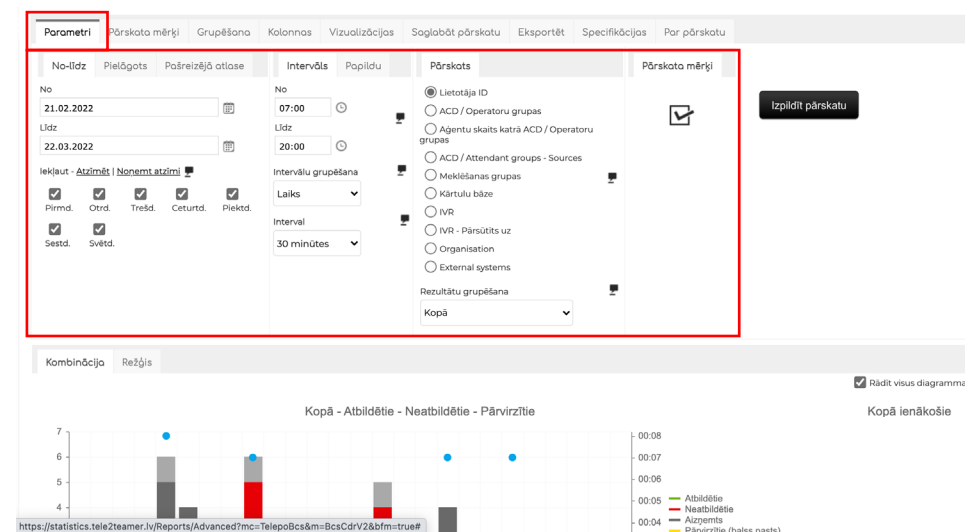 Parametri Pārskata mērķi Grupēšana Kolonnas Vizualizācijas Saglabāt pārskatu Eksportēt Specifikācijas Par pārskatu
No-līdz Pielāgots Pašreizējā atlase
No
21.02.2022
Līdz
22.03.2022
Iekļaut - Atzīmēt | Noņemt atzīmi
Pirmd. Otrd. Trešd. Ceturtd. Piektd.
Sestd. Svētd.
Intervāls Papildu
No
07:00
Līdz
20:00
Intervālu grupēšana
Laiks
Interval
30 minūtes
Pārskats
Lietotāja ID
ACD / Operatoru grupas
Aģentu skaits katrā ACD / Operatoru
grupas
ACD / Attendant groups - Sources
Meklēšanas grupas
Kārtulu bāze
IVR
IVR - Pārsūtīts uz
Organisation
External systems
Rezultātu grupēšana
Kopā
Pārskata mērķi
Izpildīt pārskatu
Kombinācija Režģis
Rādīt visus diagramma
Kopā - Atbildētie - Neatbildētie - Pārvirzītie
Kopā ienākošie
7
6
5
4
00:08
00:07
00:06
00:05
00:04
Atbildētie
Neatbildētie
Aizņemts
Pārvirzītie (balss pasts)
https://statistics.tele2teamer.lv/Reports/Advanced?mc=TelepoBcs&m=BcsCdrV2&bfm=true#